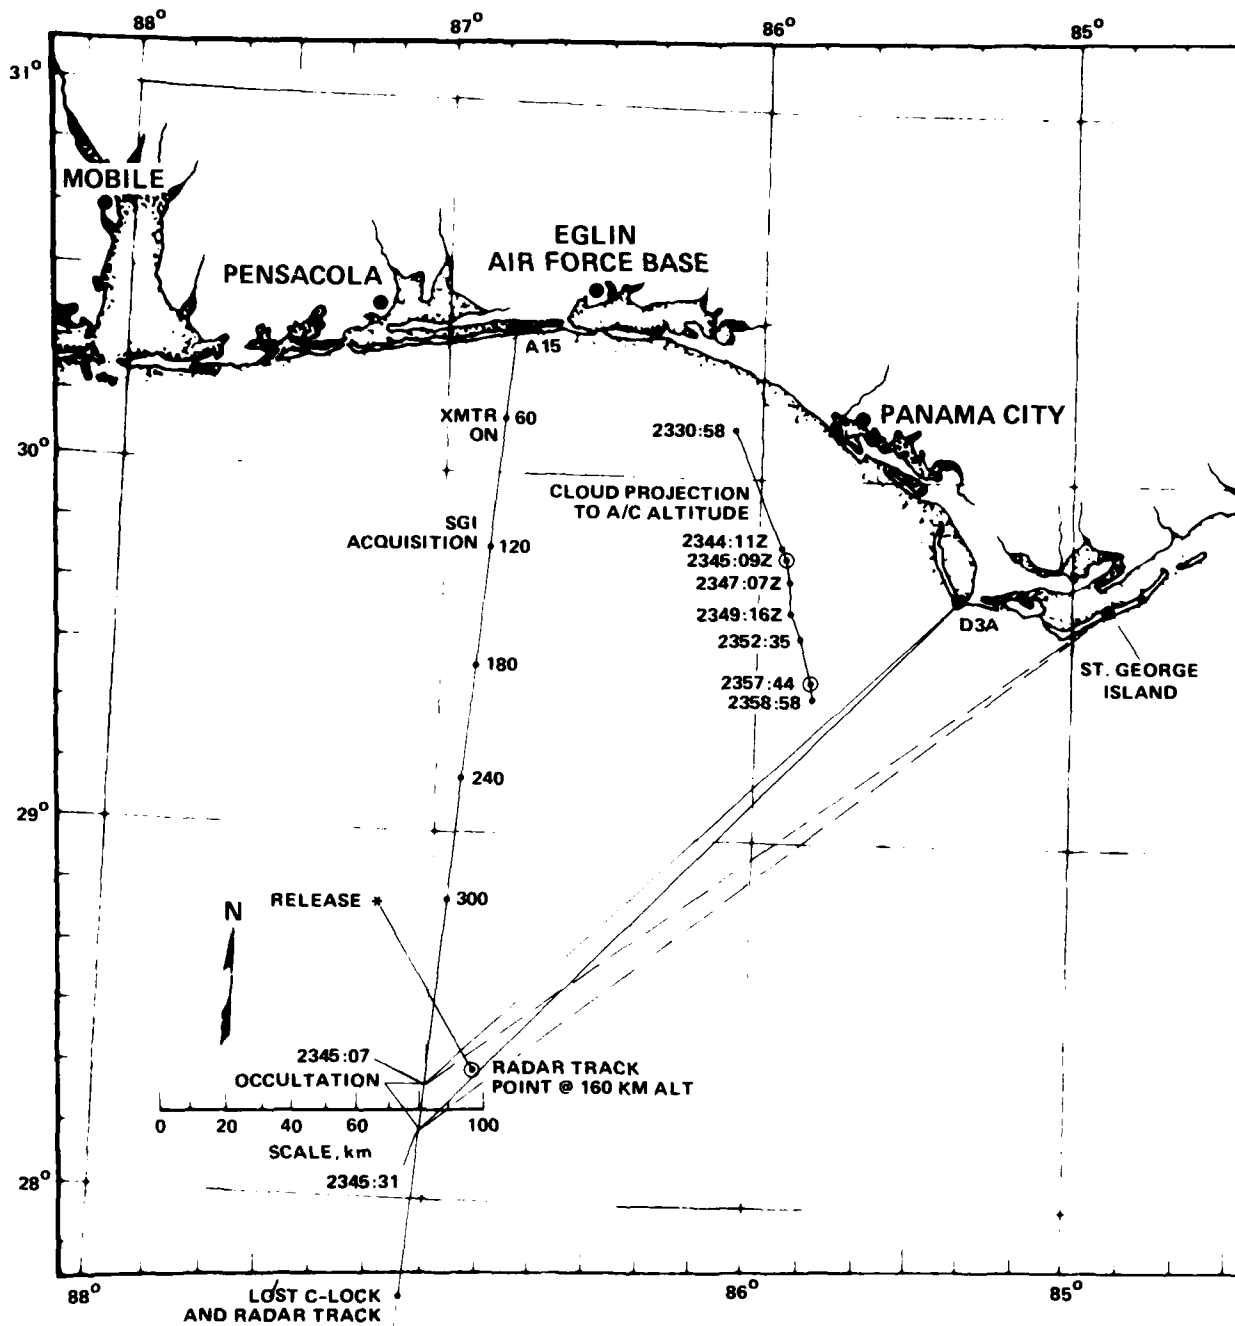 88° 87° 86° 85°
31°
MOBILE
EGLIN
AIR FORCE BASE
PENSACOLA
A15
XMTR
ON
60
2330:58
PANAMA CITY
30°
CLOUD PROJECTION
TO A/C ALTITUDE
SGI
ACQUISITION
120
2344:11Z
2345:09Z
2347:07Z
2349:16Z
2352:35
D3A
180
2357:44
2358:58
ST. GEORGE
ISLAND
240
29°
RELEASE
300
N
2345:07
OCCULTATION
RADAR TRACK
POINT @ 160 KM ALT
0 20 40 60 80 100
SCALE, km
2345:31
28°
88° 86° 85°
LOST C-LOCK
AND RADAR TRACK